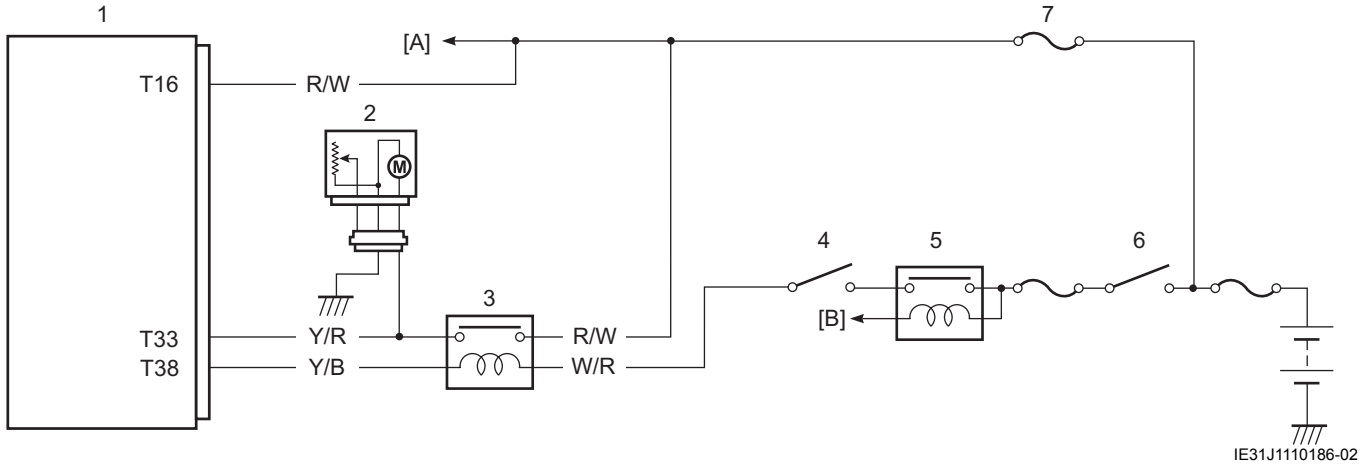 1
7
[A]
T16
R/W
2
M
4
5
6
3
[B]
T33
Y/R
R/W
T38
Y/B
W/R
IE31J1110186-02